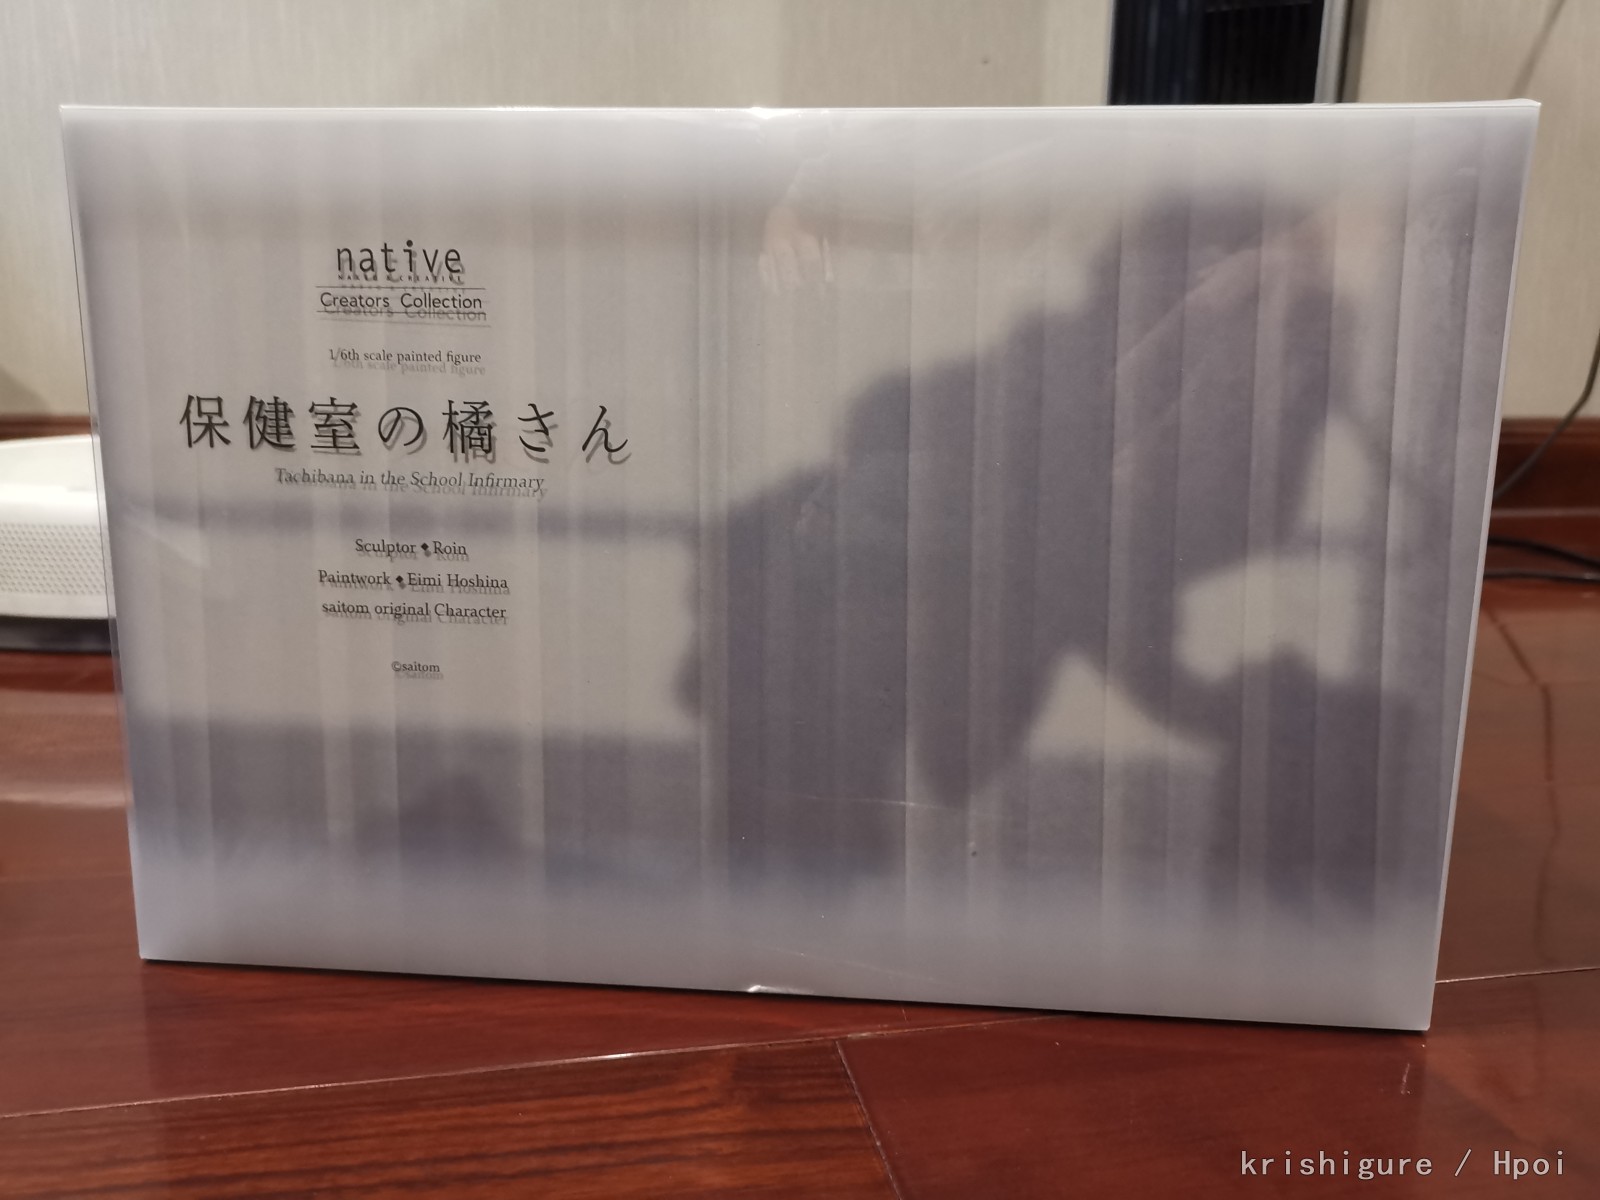 native
Creators Collection
1/6th scale painted figure
保健室の橘さん
Tachibana in the School Infirmary
Sculptor◆Roin
Paintwork◆Eimi Hoshina
saitom original Character
©saitom
krishigure / Hpoi